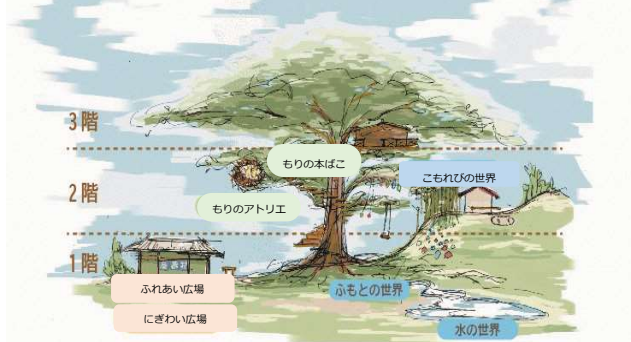 3階
もりの本ばこ
こもれびの世界
2階
もりのアトリエ
1階
ふれあい広場
ふもとの世界
にぎわい広場
水の世界